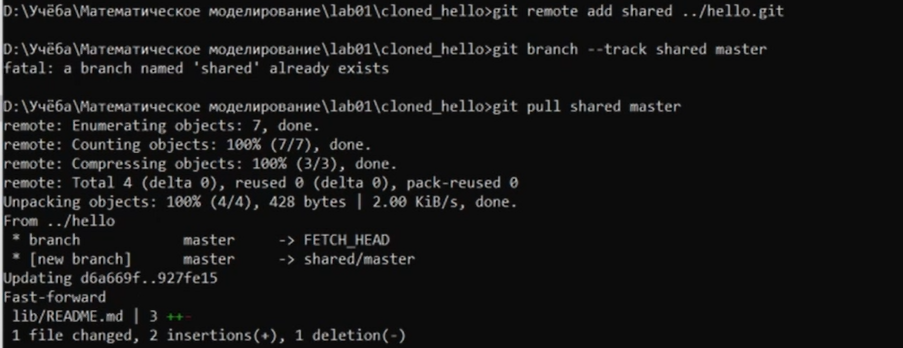 D:\Учёба\Математическое моделирование\lab01\cloned_hello>git remote add shared ../hello.git
D:\Учёба\Математическое моделирование\lab01\cloned_hello>git branch --track shared master
fatal: a branch named 'shared' already exists
D:\Учёба\Математическое моделирование\lab01\cloned_hello>git pull shared master
remote: Enumerating objects: 7, done.
remote: Counting objects: 100% (7/7), done.
remote: Compressing objects: 100% (3/3), done.
remote: Total 4 (delta 0), reused 0 (delta 0), pack-reused 0
Unpacking objects: 100% (4/4), 428 bytes | 2.00 KiB/s, done.
From ../hello
 * branch            master     -> FETCH_HEAD
 * [new branch]      master     -> shared/master
Updating d6a669f..927fe15
Fast-forward
 lib/README.md | 3 ++-
 1 file changed, 2 insertions(+), 1 deletion(-)